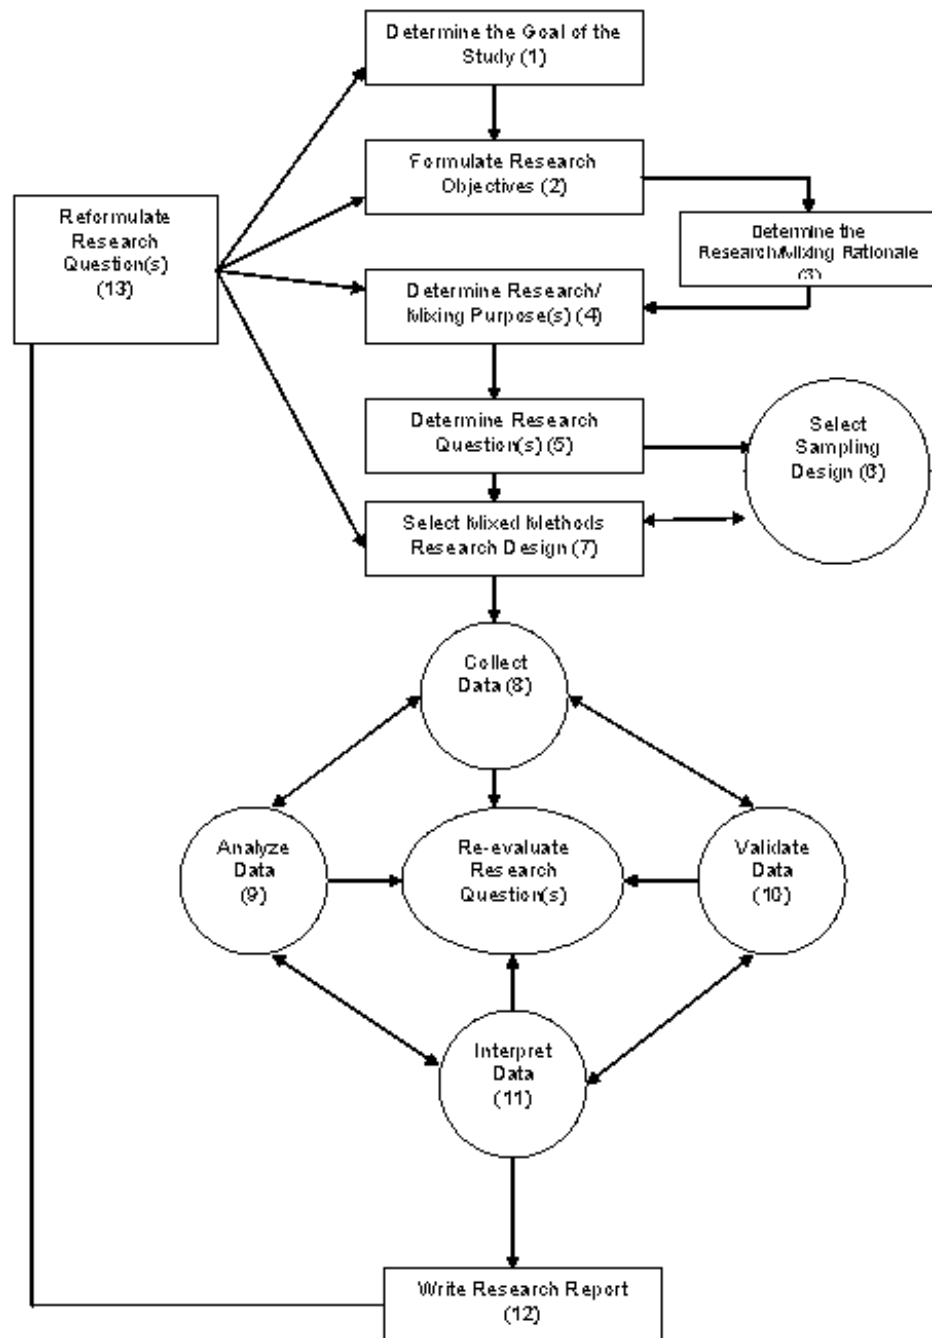 Determine the Goal of the
Study (1)
Formulate Research
Objectives (2)
Reformulate
Research
Question(s)
(13)
Determine the
Research/Mixing Rationale
(3)
Determine Research/
Mixing Purpose(s) (4)
Determine Research
Question(s) (5)
Select
Sampling
Design (6)
Select Mixed Methods
Research Design (7)
Collect
Data (8)
Analyze
Data
(9)
Re-evaluate
Research
Question(s)
Validate
Data
(10)
Interpret
Data
(11)
Write Research Report
(12)